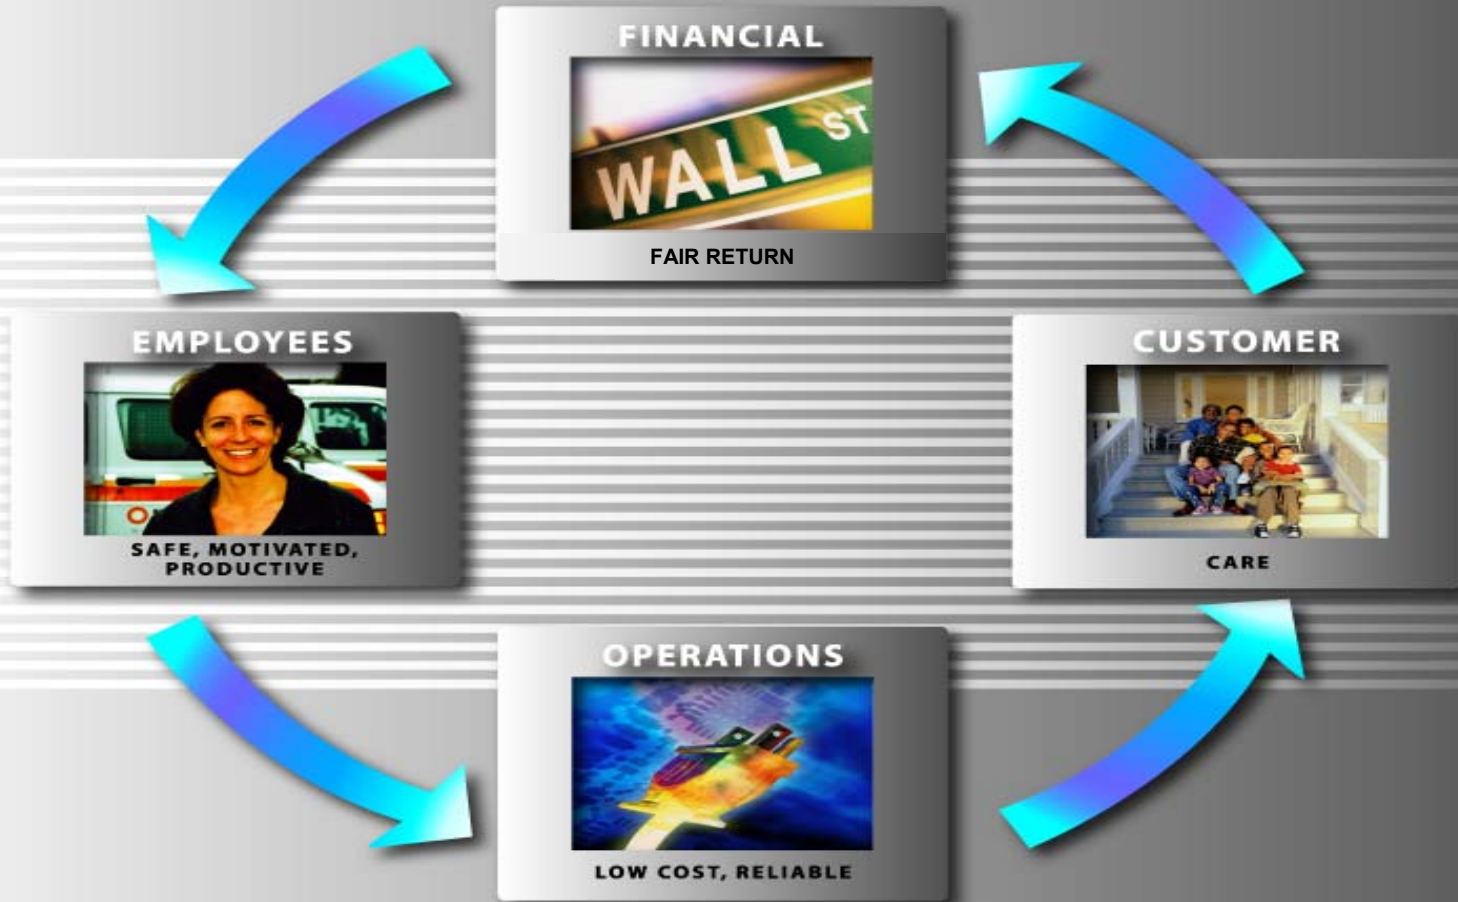 FINANCIAL
WALL ST
FAIR RETURN
EMPLOYEES
SAFE, MOTIVATED,
PRODUCTIVE
CUSTOMER
CARE
OPERATIONS
LOW COST, RELIABLE